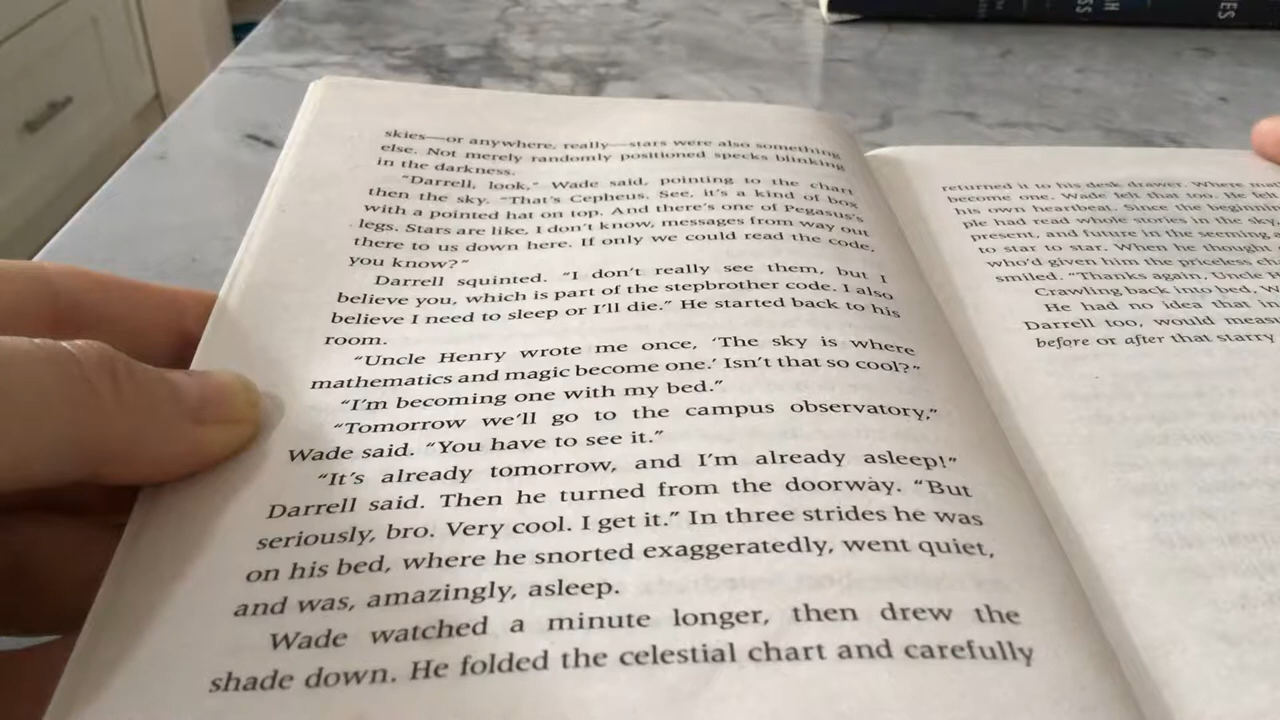 skies—or anywhere, really—stars were also something
else. Not merely randomly positioned specks blinking
in the darkness.
"Darrell, look," Wade said, pointing to the chart
then the sky. "That's Cepheus. See, it's a kind of box
with a pointed hat on top. And there's one of Pegasus's
legs. Stars are like, I don't know, messages from way out
there to us down here. If only we could read the code,
you know?"
Darrell squinted. "I don't really see them, but I
believe you, which is part of the stepbrother code. I also
believe I need to sleep or I'll die." He started back to his
room.
"Uncle Henry wrote me once, 'The sky is where
mathematics and magic become one.' Isn't that so cool?"
"I'm becoming one with my bed."
"Tomorrow we'll go to the campus observatory,"
Wade said. "You have to see it."
"It's already tomorrow, and I'm already asleep!"
Darrell said. Then he turned from the doorway. "But
seriously, bro. Very cool. I get it." In three strides he was
on his bed, where he snorted exaggeratedly, went quiet,
and was, amazingly, asleep.
Wade watched a minute longer, then drew the
shade down. He folded the celestial chart and carefully
returned it to his desk drawer. Where
become one. Wade felt that too. He felt
his own heartbeat. Since the beginning
ple had read whole stories in the sky,
present, and future in the seeming
to star to star. When he thought
who'd given him the priceless
smiled. "Thanks again, Uncle
Crawling back into bed,
He had no idea that in
Darrell too, would
before or after that starry